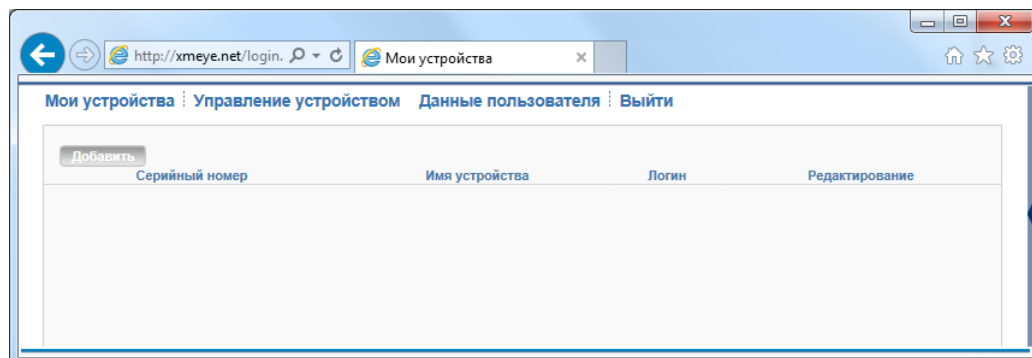 http://xmeye.net/login. Мои устройства
Мои устройства Управление устройством Данные пользователя Выйти
Добавить
Серийный номер Имя устройства Логин Редактирование